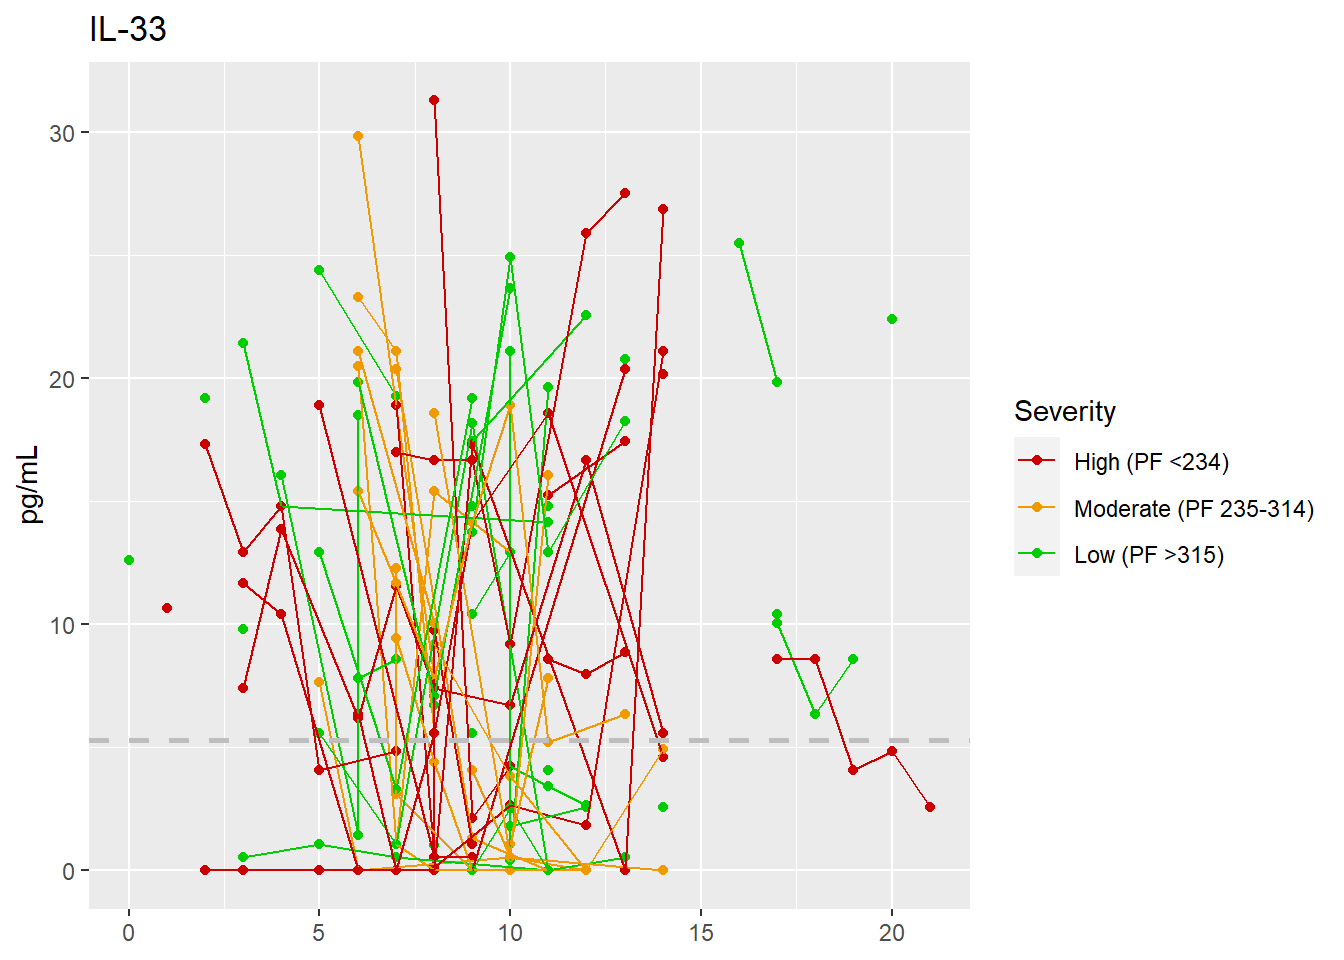 IL-33
30
20
10
0
pg/mL
0 5 10 15 20
Severity
High (PF <234)
Moderate (PF 235-314)
Low (PF >315)